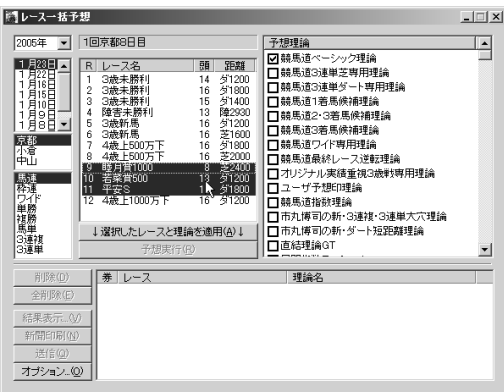 レース一括予想
2005年
1回京都8日目
1月23日
1月22日
1月16日
1月15日
1月10日
1月9日
1月8日
京都
小倉
中山
馬連
枠連
ワイド
単勝
複勝
馬単
3連複
3連単
R レース名 頭 距離
1 3歳未勝利 14 ダ1200
2 3歳未勝利 16 ダ1800
3 3歳未勝利 15 ダ1400
4 障害未勝利 13 障2930
5 3歳新馬 16 ダ1200
6 3歳新馬 16 芝1600
7 4歳上500万下 16 ダ1800
8 4歳上500万下 16 芝2000
9 睦月賞1000 8 芝2400
10 若菜賞500 ダ1200
11 平安S ダ1800
12 4歳上1000万下 16 ダ1200
↓選択したレースと理論を適用(A)↓
予想実行(R)
予想理論
競馬道ベーシック理論
競馬道3連単芝専用理論
競馬道3連単ダート専用理論
競馬道1着馬候補理論
競馬道2・3着馬候補理論
競馬道3着馬候補理論
競馬道ワイド専用理論
競馬道最終レース逆転理論
オリジナル実績重視3歳戦専用理論
ユーザ予想印理論
競馬道指数理論
市丸博司の新・3連複・3連単大穴理論
市丸博司の新・ダート短距離理論
直結理論GT
削除(D)
全削除(E)
結果表示...(V)
新聞印刷(N)
送信(Q)
オプション...(O)
券 レース 理論名